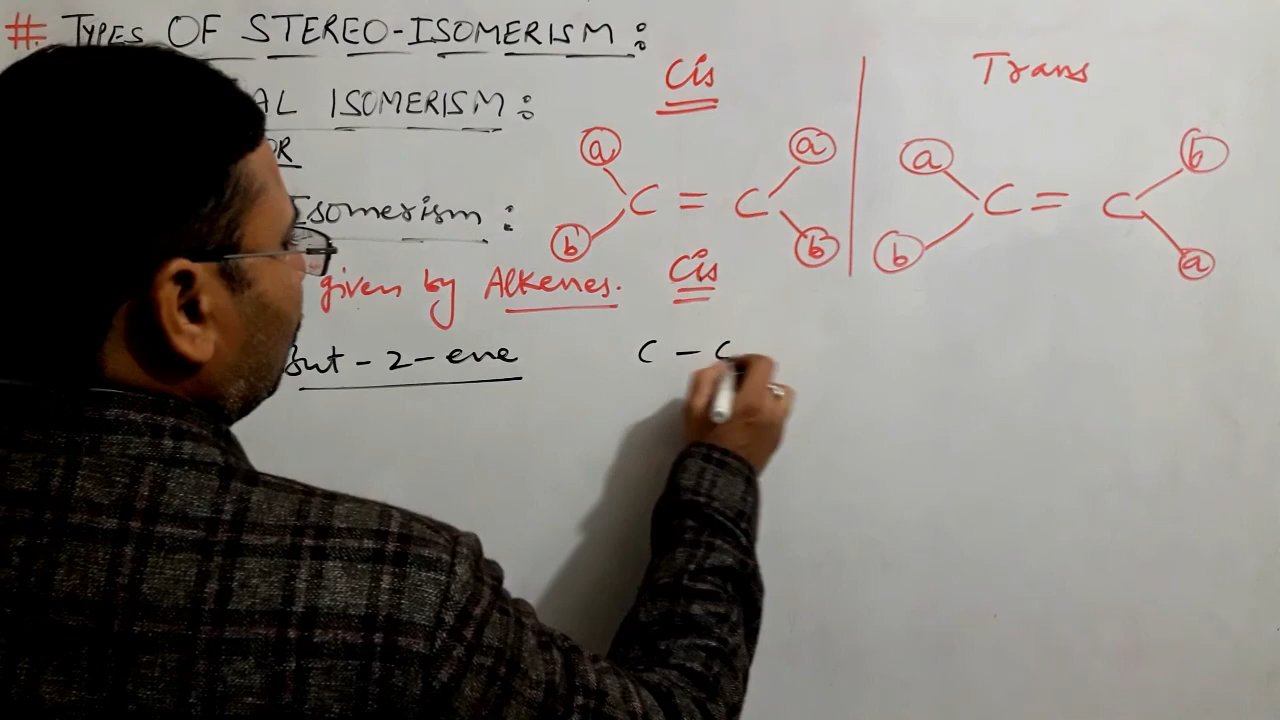 # TYPES OF STEREO-ISOMERISM :
AL ISOMERISM :
OR
Isomerism :
given by Alkenes.
But-2-ene
Cis
a a
C = C
b b
Cis
C - C
Trans
a b
C = C
b a